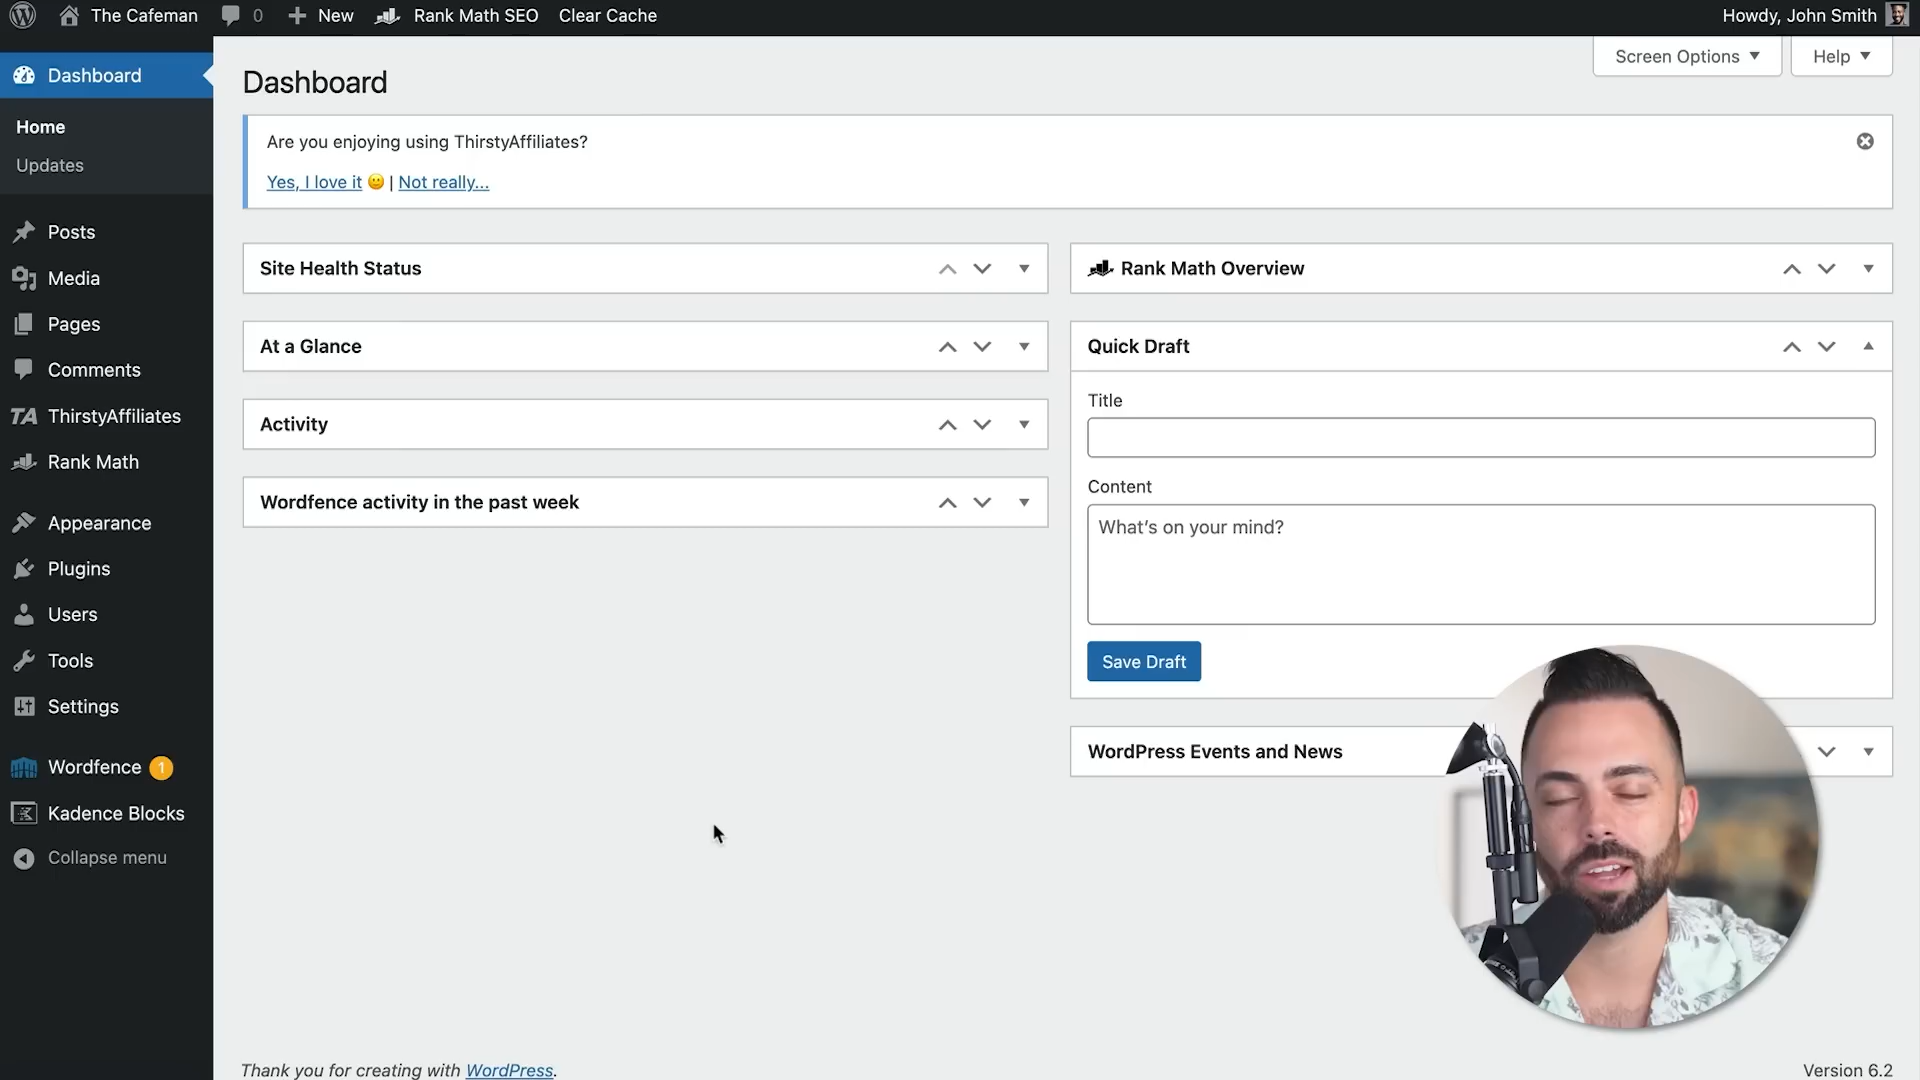 The Cafeman
0
New
Rank Math SEO
Clear Cache
Howdy, John Smith
Dashboard
Home
Updates
Posts
Media
Pages
Comments
TA ThirstyAffiliates
Rank Math
Appearance
Plugins
Users
Tools
Settings
Wordfence 1
Kadence Blocks
Collapse menu
Screen Options
Help
Dashboard
Are you enjoying using ThirstyAffiliates?
Yes, I love it 🙂 | Not really...
Site Health Status
At a Glance
Activity
Wordfence activity in the past week
Rank Math Overview
Quick Draft
Title
Content
What's on your mind?
Save Draft
WordPress Events and News
Thank you for creating with WordPress.
Version 6.2